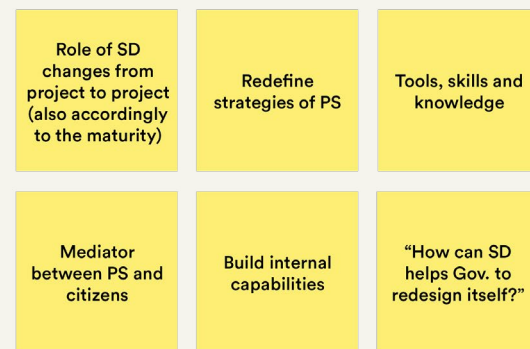 Role of SD
changes from
project to project
(also accordingly
to the maturity)
Redefine
strategies of PS
Tools, skills and
knowledge
Mediator
between PS and
citizens
Build internal
capabilities
“How can SD
helps Gov. to
redesign itself?”